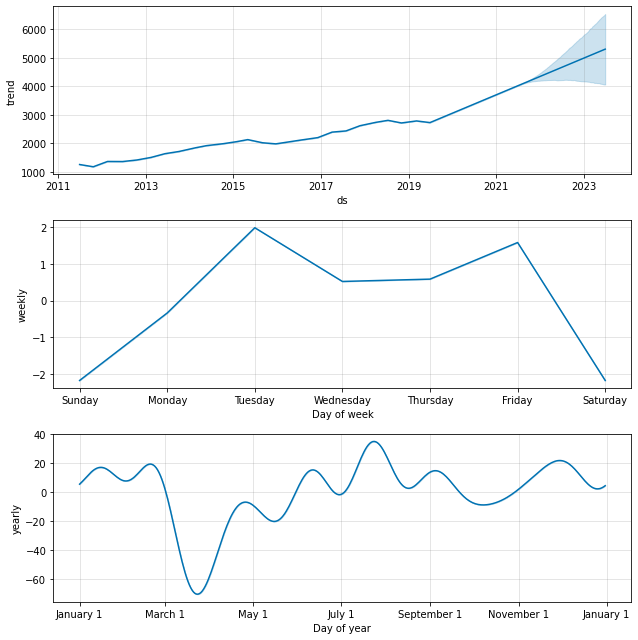 6000
5000
4000
3000
2000
1000
trend
2011 2013 2015 2017 2019 2021 2023
ds
2
1
0
−1
−2
weekly
Sunday Monday Tuesday Wednesday Thursday Friday Saturday
Day of week
40
20
0
−20
−40
−60
yearly
January 1 March 1 May 1 July 1 September 1 November 1 January 1
Day of year